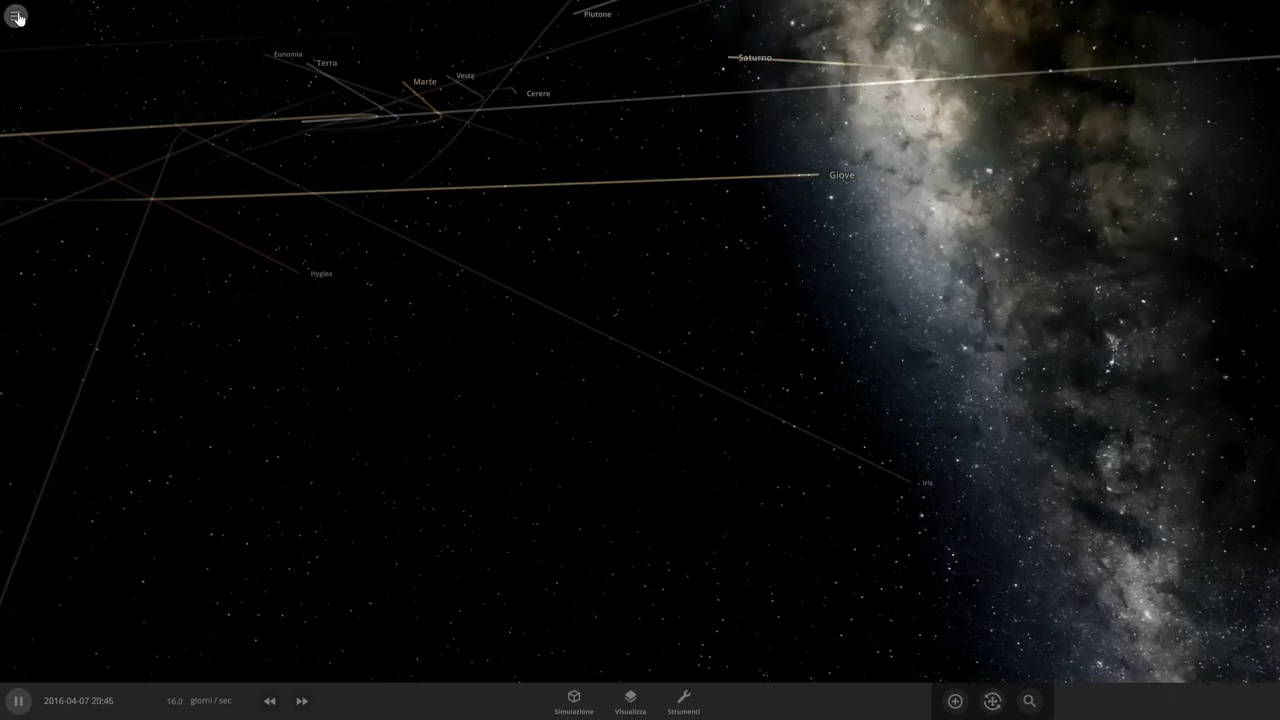 Plutone
Eunomia
Terra
Saturno
Vesta
Marte
Cerere
Giove
Hygiea
Iris
2016-04-07 20:45
16.0 giorni / sec
Simulazione
Visualizza
Strumenti